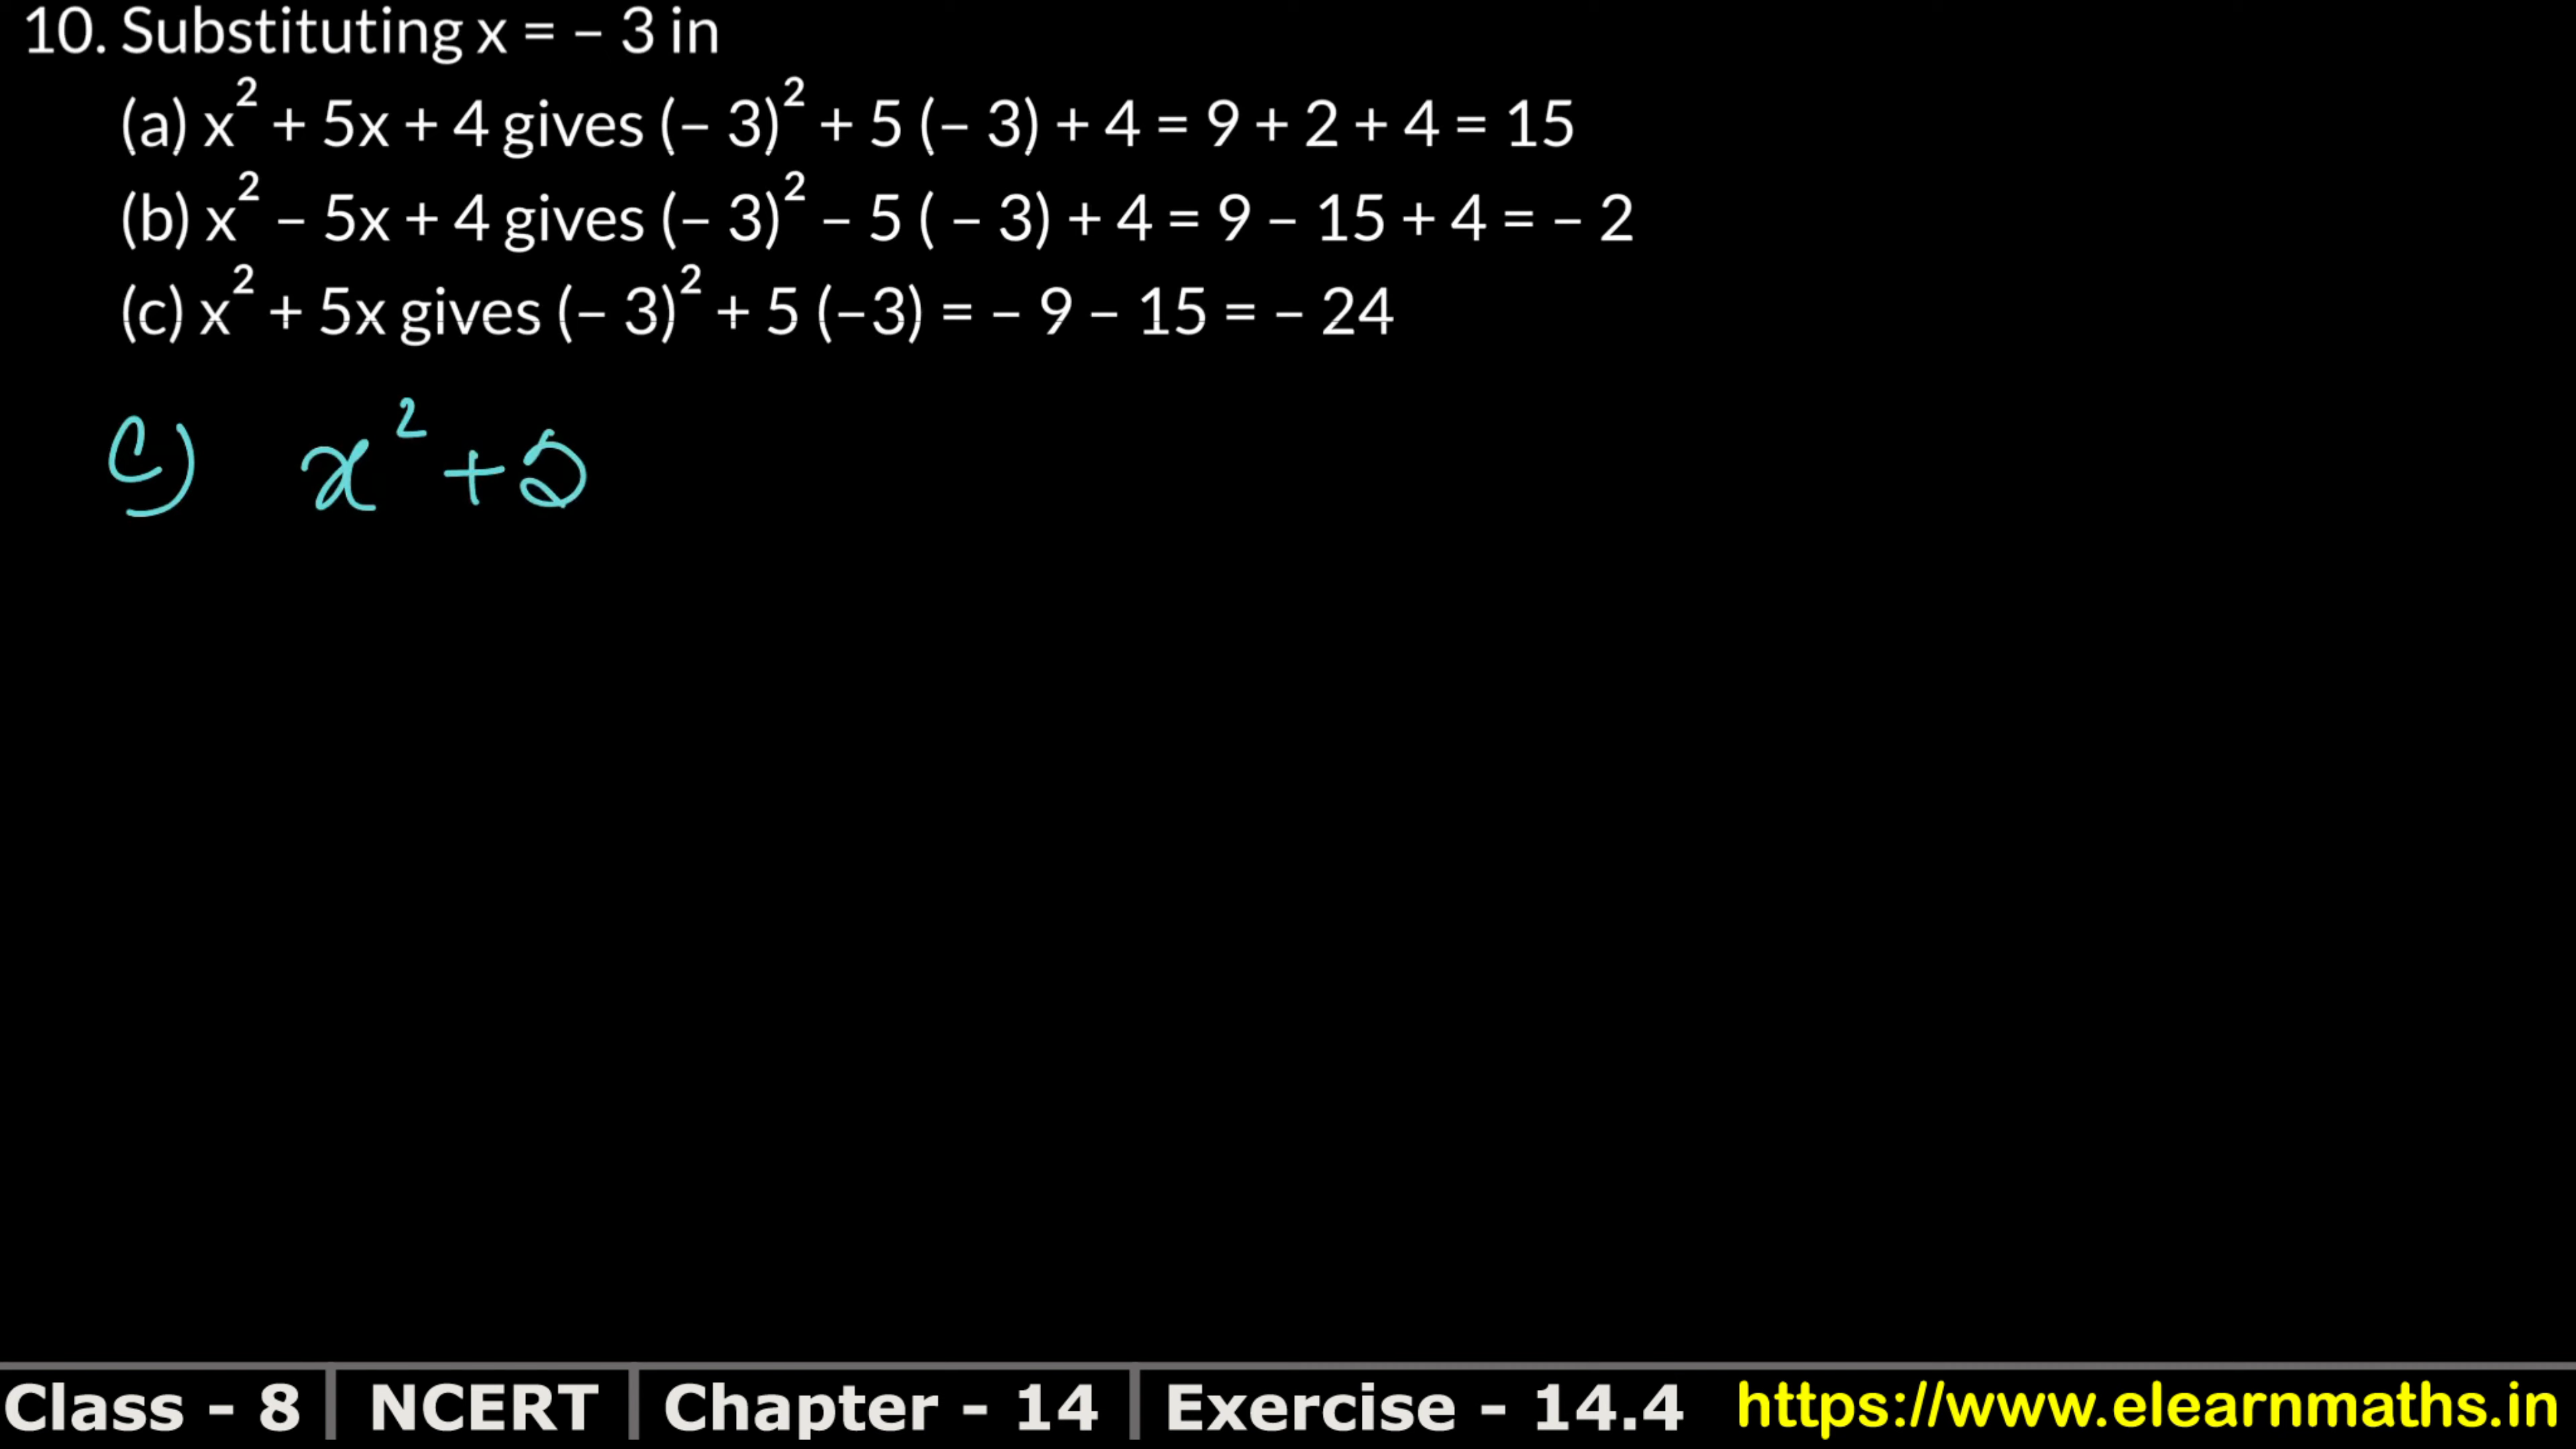 10. Substituting x = – 3 in
(a) x² + 5x + 4 gives (– 3)² + 5 (– 3) + 4 = 9 + 2 + 4 = 15
(b) x² – 5x + 4 gives (– 3)² – 5 ( – 3) + 4 = 9 – 15 + 4 = – 2
(c) x² + 5x gives (– 3)² + 5 (–3) = – 9 – 15 = – 24
c) x² + 5
Class - 8 | NCERT | Chapter - 14 | Exercise - 14.4 https://www.elearnmaths.in